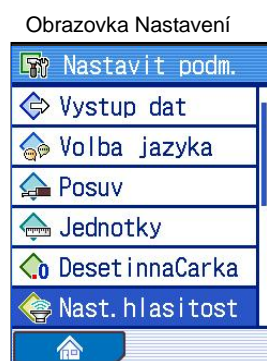 Obrazovka Nastavení
Nastavit podm.
Vystup dat
Volba jazyka
Posuv
Jednotky
DesetinnaCarka
Nast.hlasitost